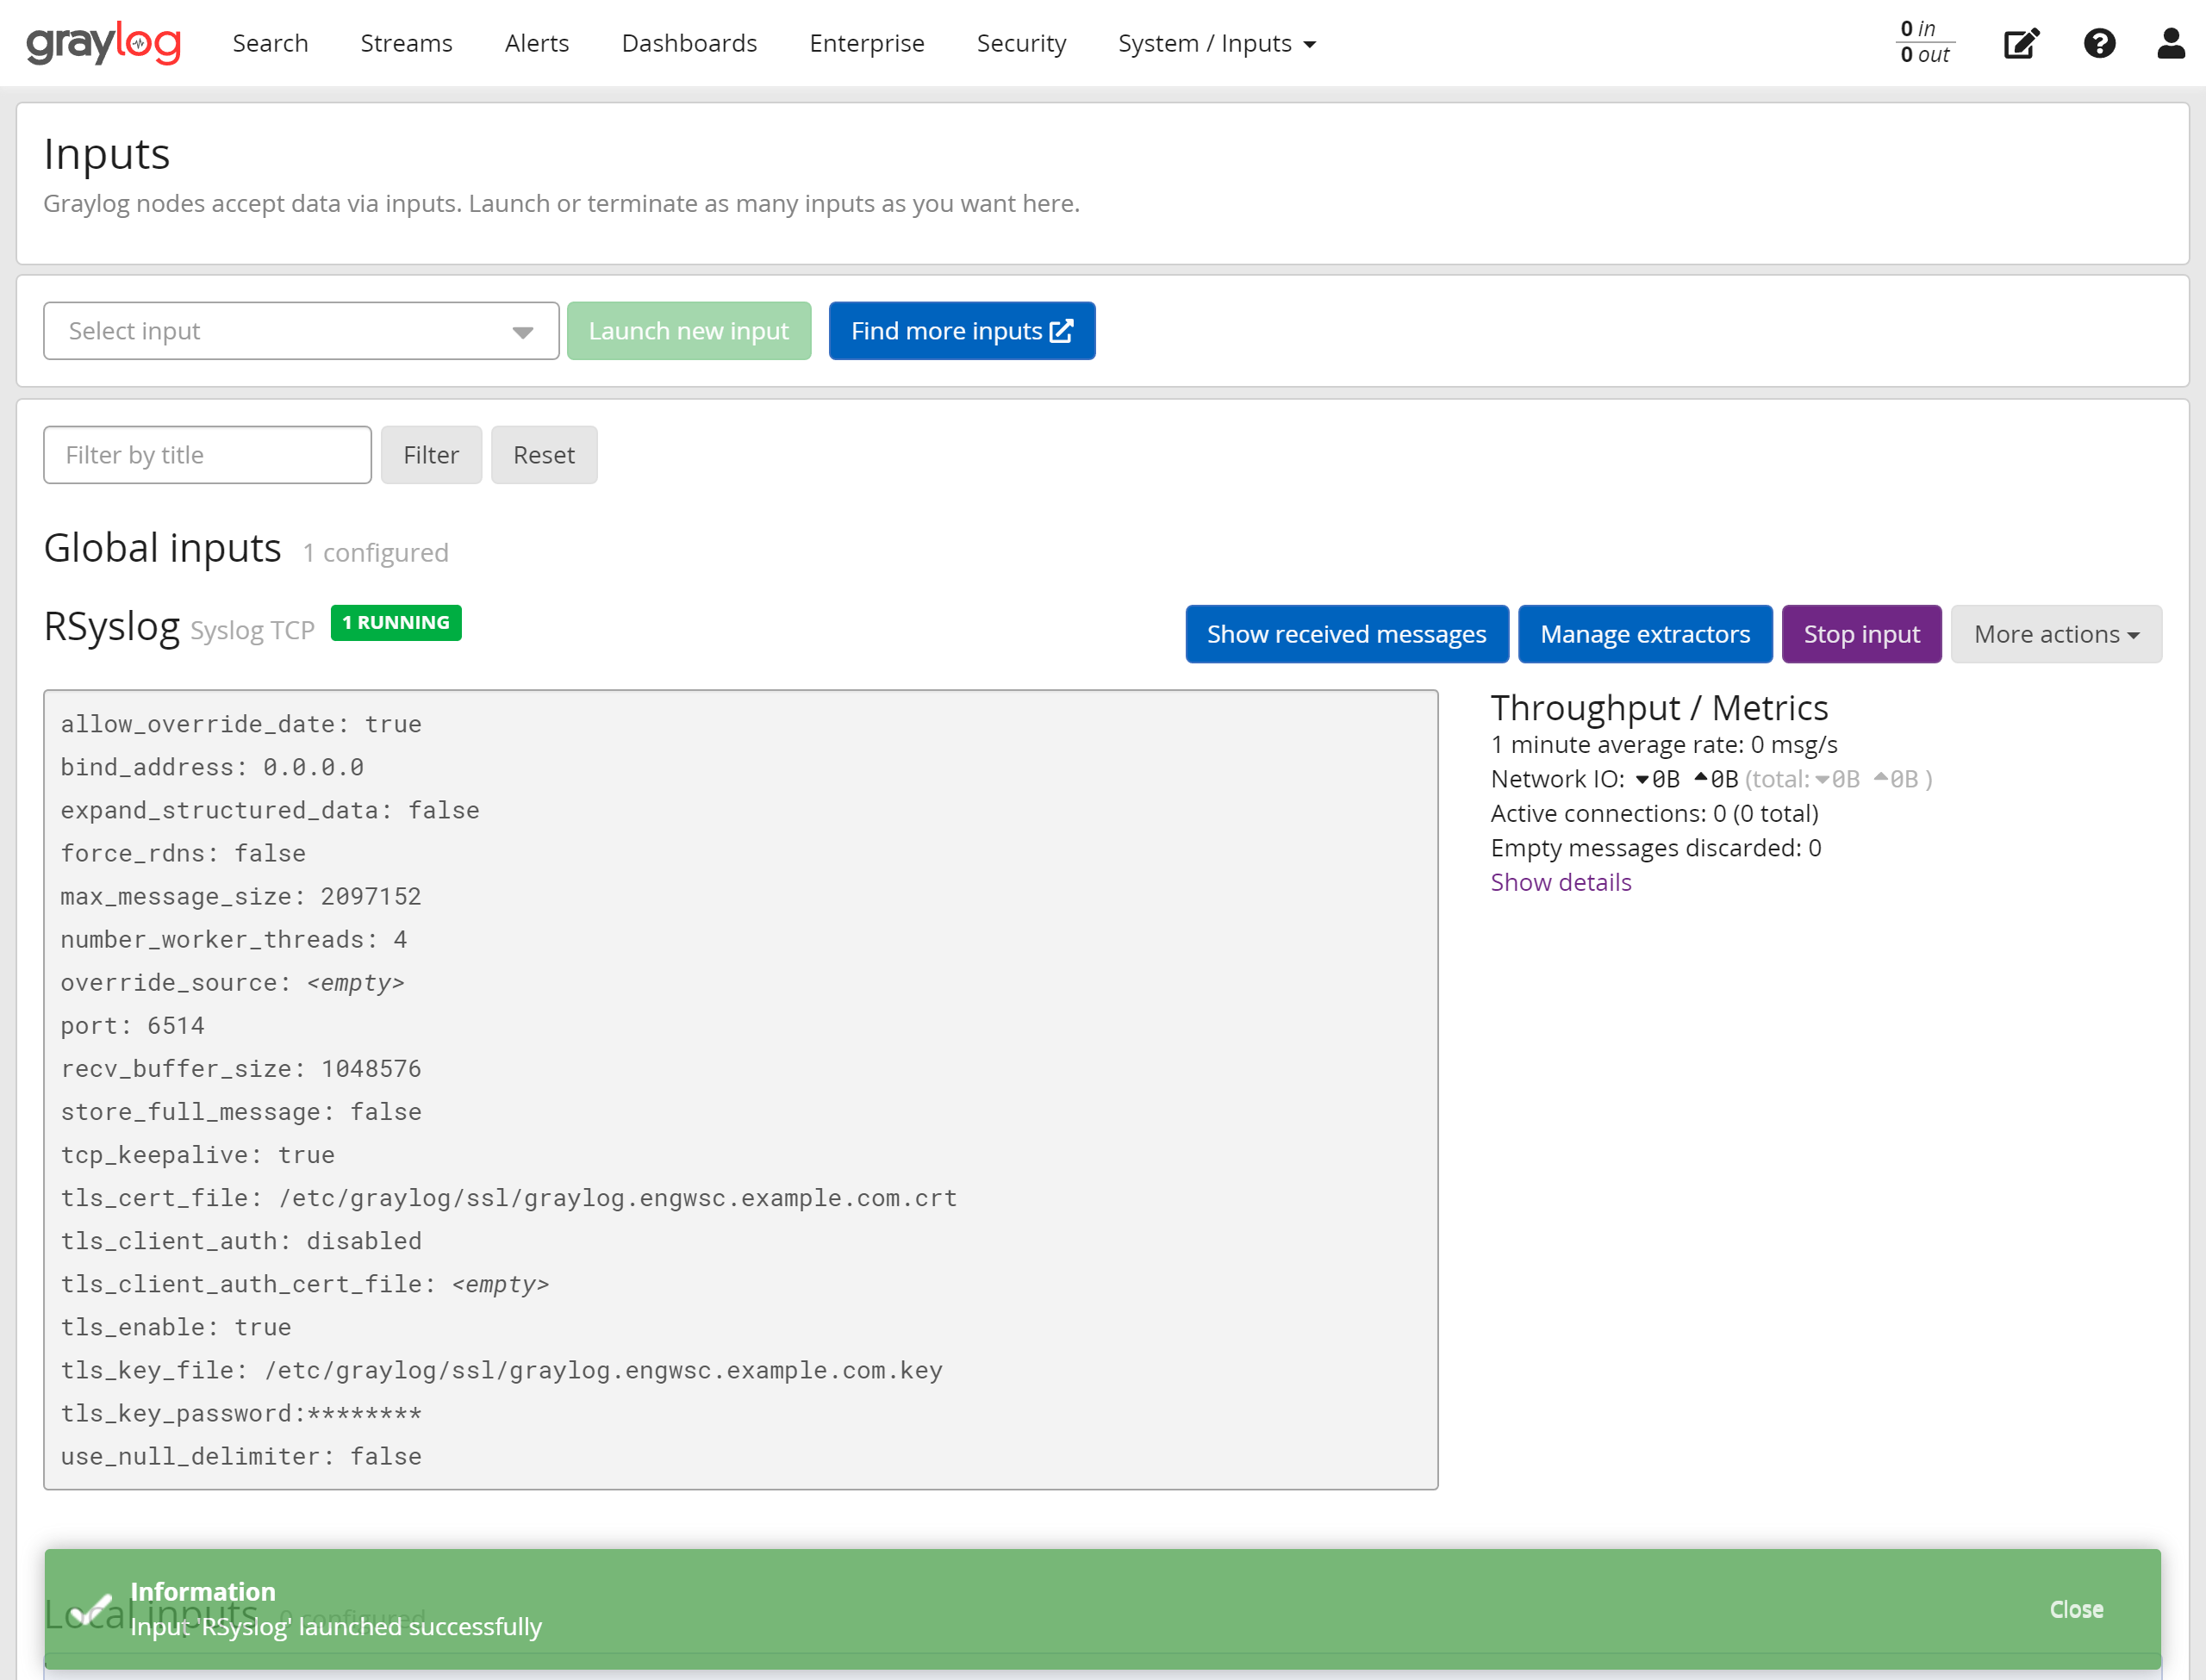 graylog Search Streams Alerts Dashboards Enterprise Security System / Inputs 0 in
0 out
Inputs
Graylog nodes accept data via inputs. Launch or terminate as many inputs as you want here.
Select input Launch new input Find more inputs
Filter by title Filter Reset
Global inputs 1 configured
RSyslog Syslog TCP 1 RUNNING Show received messages Manage extractors Stop input More actions
allow_override_date: true
bind_address: 0.0.0.0
expand_structured_data: false
force_rdns: false
max_message_size: 2097152
number_worker_threads: 4
override_source: <empty>
port: 6514
recv_buffer_size: 1048576
store_full_message: false
tcp_keepalive: true
tls_cert_file: /etc/graylog/ssl/graylog.engwsc.example.com.crt
tls_client_auth: disabled
tls_client_auth_cert_file: <empty>
tls_enable: true
tls_key_file: /etc/graylog/ssl/graylog.engwsc.example.com.key
tls_key_password:********
use_null_delimiter: false
Throughput / Metrics
1 minute average rate: 0 msg/s
Network IO: 0B 0B (total: 0B 0B )
Active connections: 0 (0 total)
Empty messages discarded: 0
Show details
Information
Local inputs 0 configured
Input 'RSyslog' launched successfully
Close